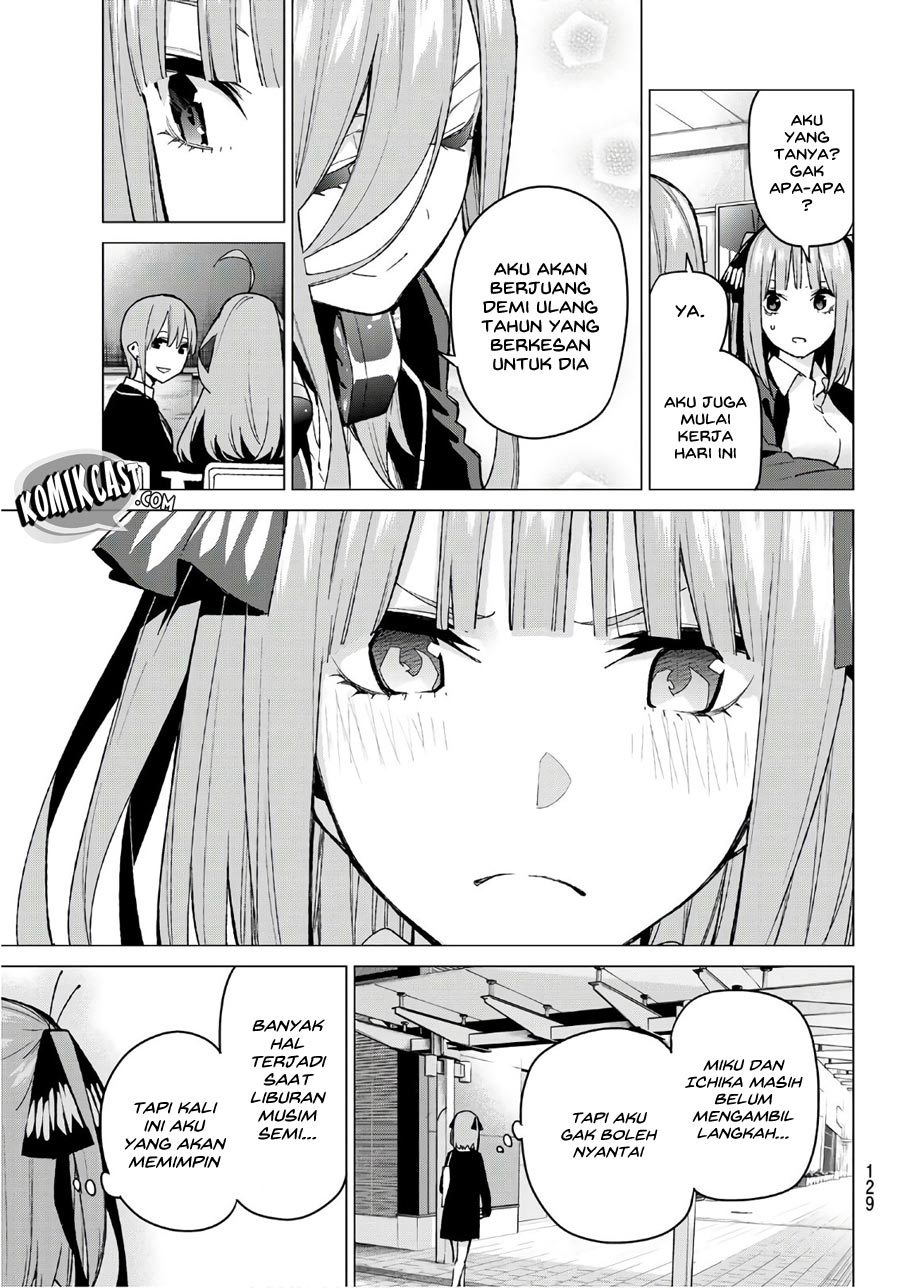 AKU
YANG
TANYA?
GAK
APA-APA
?
YA.
AKU JUGA
MULAI
KERJA
HARI INI
AKU AKAN
BERJUANG
DEMI ULANG
TAHUN YANG
BERKESAN
UNTUK DIA
KOMIKCAST
.COM
MIKU DAN
ICHIKA MASIH
BELUM
MENGAMBIL
LANGKAH...
TAPI AKU
GAK BOLEH
NYANTAI
BANYAK
HAL
TERJADI
SAAT
LIBURAN
MUSIM
SEMI...
TAPI KALI
INI AKU
YANG AKAN
MEMIMPIN
129